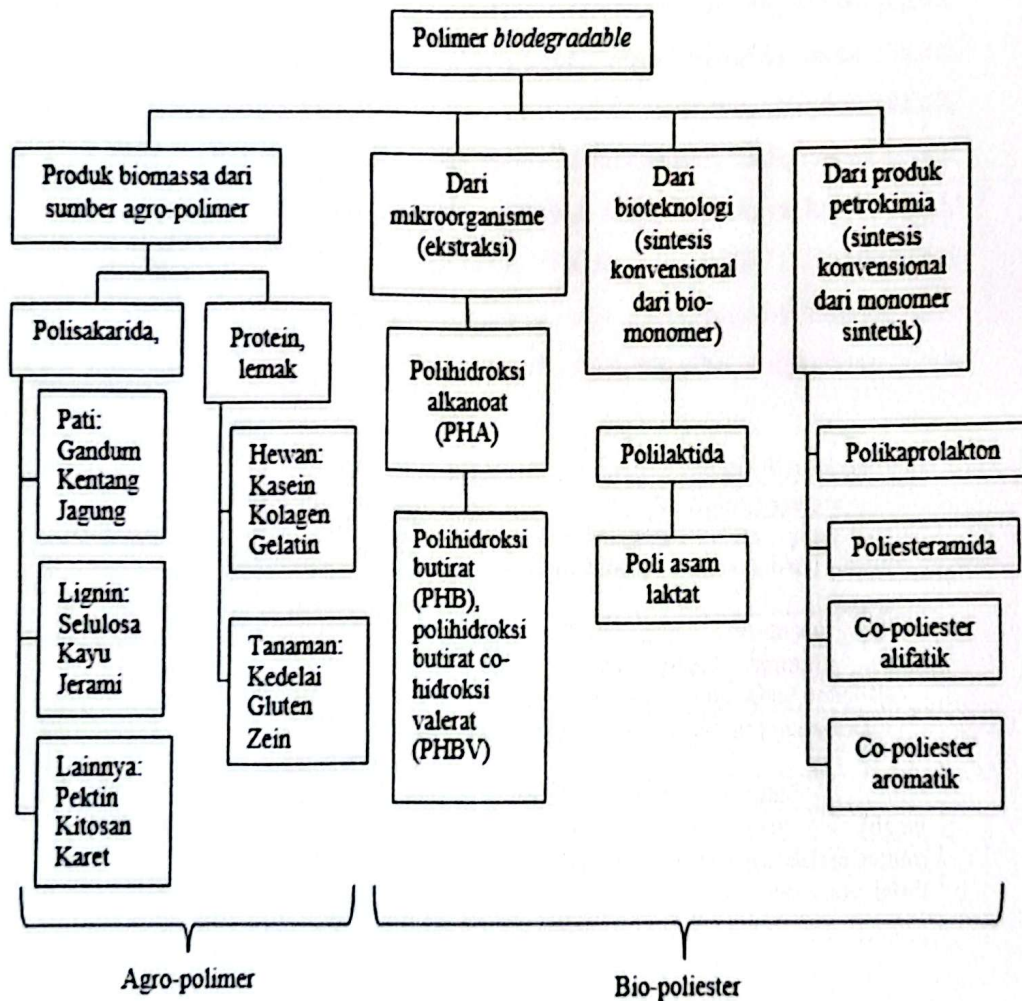 Polimer biodegradable
Produk biomassa dari
sumber agro-polimer
Dari
mikroorganisme
(ekstraksi)
Dari
bioteknologi
(sintesis
konvensional
dari bio-
monomer)
Dari produk
petrokimia
(sintesis
konvensional
dari monomer
sintetik)
Polisakarida,
Protein,
lemak
Pati:
Gandum
Kentang
Jagung
Lignin:
Selulosa
Kayu
Jerami
Lainnya:
Pektin
Kitosan
Karet
Hewan:
Kasein
Kolagen
Gelatin
Tanaman:
Kedelai
Gluten
Zein
Polihidroksi
alkanoat
(PHA)
Polihidroksi
butirat
(PHB),
polihidroksi
butirat co-
hidroksi
valerat
(PHBV)
Polilaktida
Poli asam
laktat
Polikaprolakton
Poliesteramida
Co-poliester
alifatik
Co-poliester
aromatik
Agro-polimer
Bio-poliester